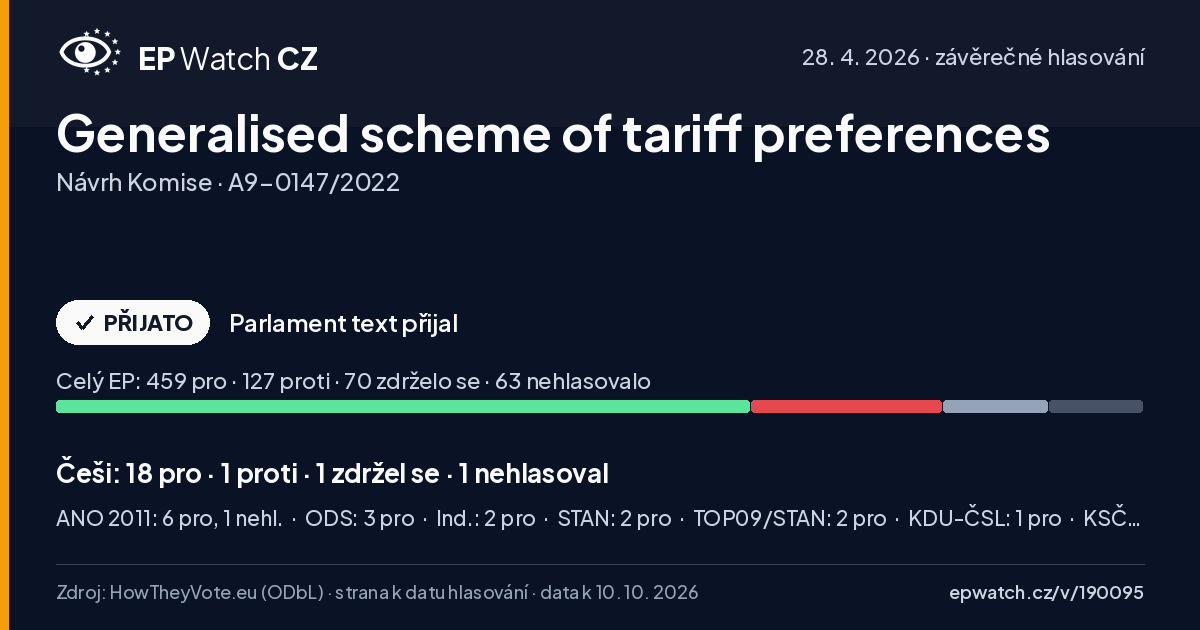 EP Watch CZ
28. 4. 2026 · závěrečné hlasování
Generalised scheme of tariff preferences
Návrh Komise · A9-0147/2022
✓ PŘIJATO
Parlament text přijal
Celý EP: 459 pro · 127 proti · 70 zdrželo se · 63 nehlasovalo
Češi: 18 pro · 1 proti · 1 zdržel se · 1 nehlasoval
ANO 2011: 6 pro, 1 nehl. · ODS: 3 pro · Ind.: 2 pro · STAN: 2 pro · TOP09/STAN: 2 pro · KDU-ČSL: 1 pro · KSČ…
Zdroj: HowTheyVote.eu (ODbL) · strana k datu hlasování · data k 10. 10. 2026
epwatch.cz/v/190095